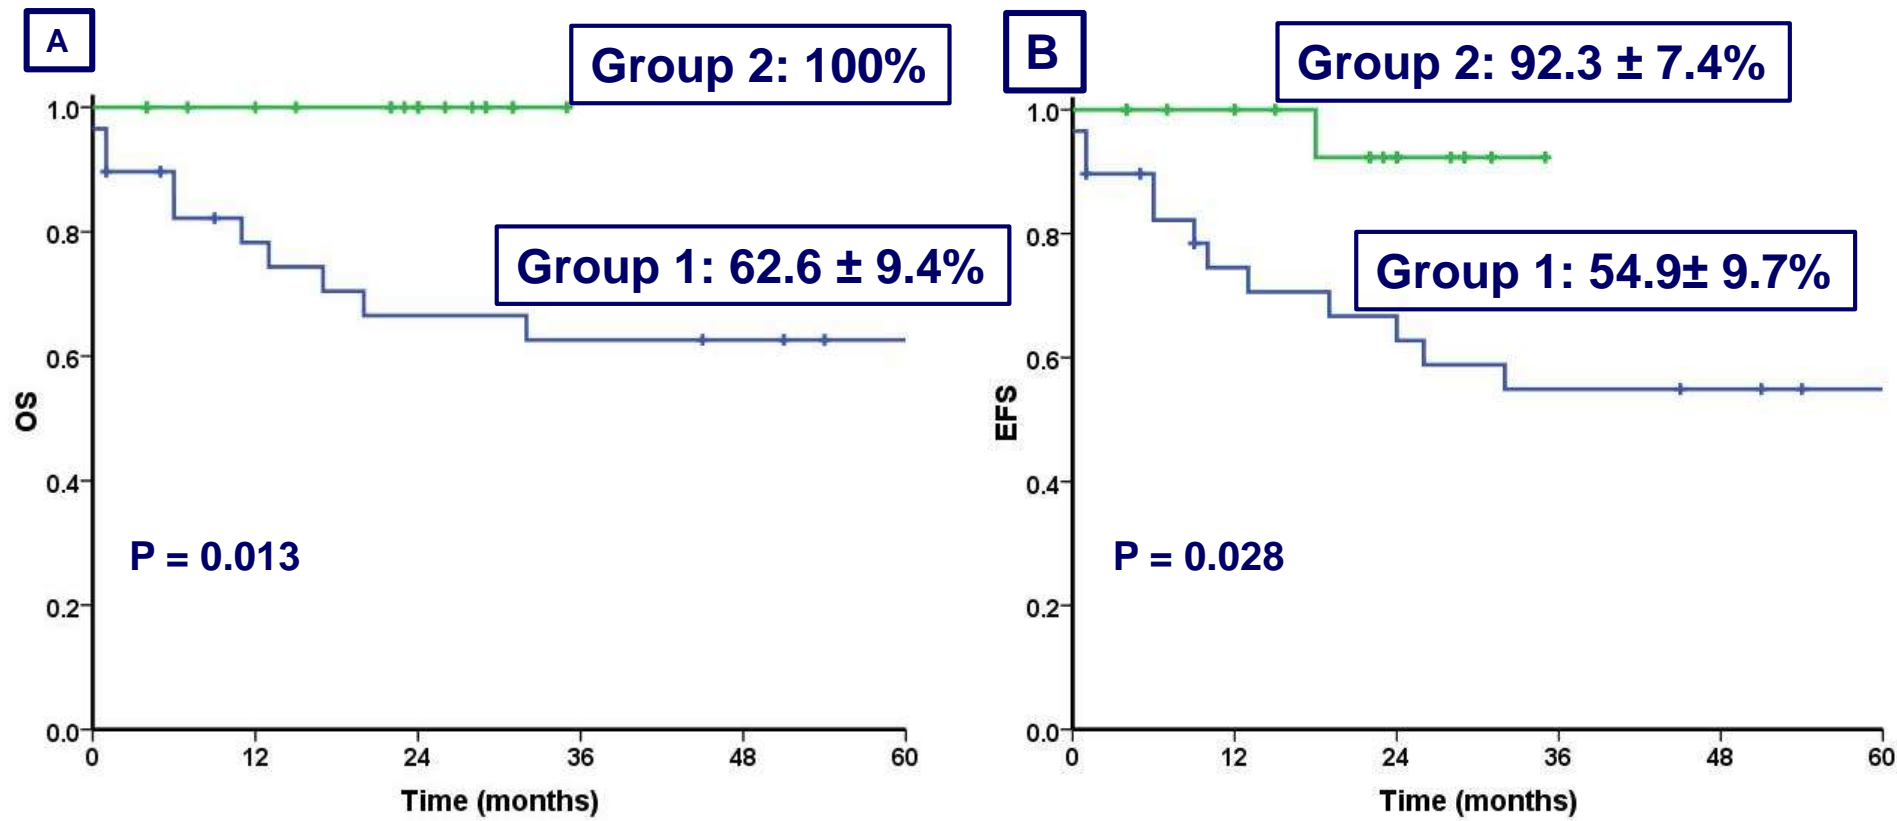 A
Group 2: 100%
1.0
0.8
Group 1: 62.6 ± 9.4%
0.6
OS
0.4
P = 0.013
0.2
0.0
0 12 24 36 48 60
Time (months)
B
Group 2: 92.3 ± 7.4%
1.0
0.8
Group 1: 54.9± 9.7%
0.6
EFS
0.4
P = 0.028
0.2
0.0
0 12 24 36 48 60
Time (months)